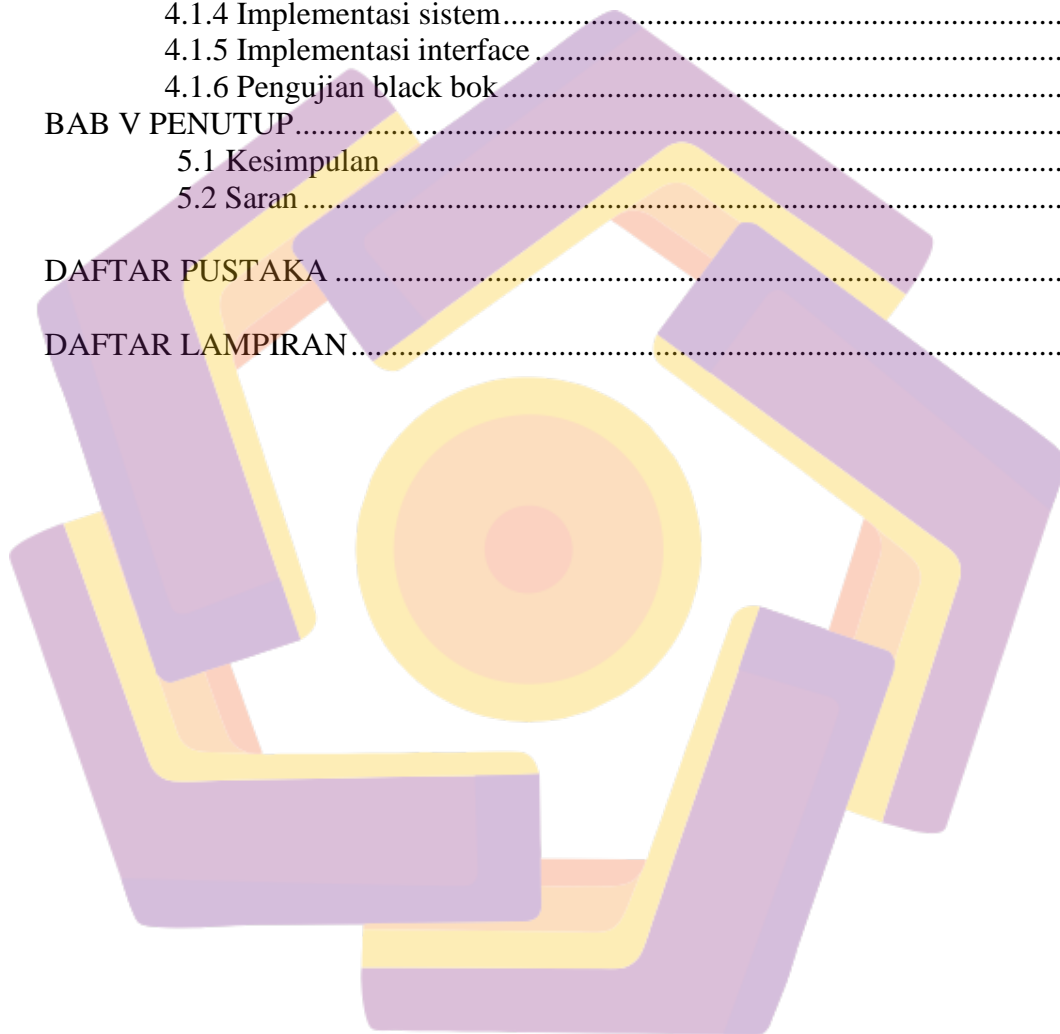 4.1.4 Implementasi sistem........................................................................
4.1.5 Implementasi interface....................................................................
4.1.6 Pengujian black bok........................................................................
BAB V PENUTUP..................................................................................................
5.1 Kesimpulan.......................................................................................
5.2 Saran.................................................................................................
DAFTAR PUSTAKA.............................................................................................
DAFTAR LAMPIRAN...........................................................................................